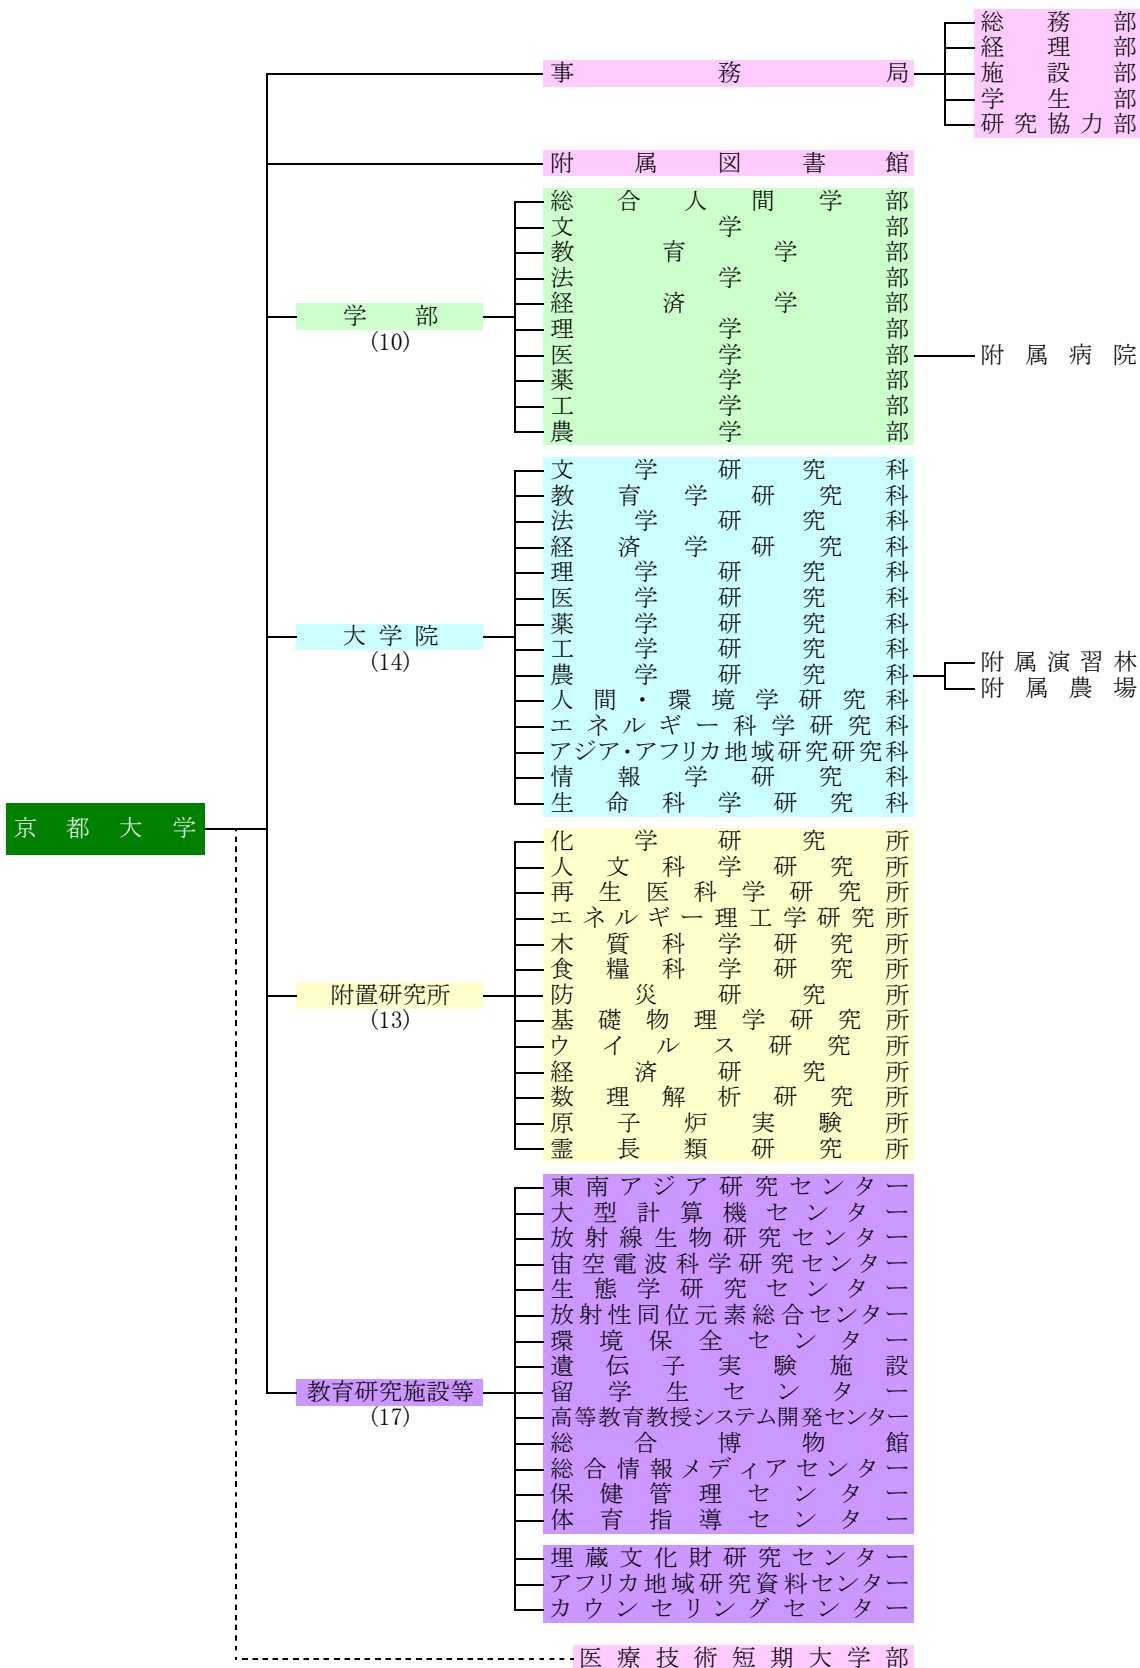 京都大学
事務局
総務部
経理部
施設部
学生部
研究協力部
附属図書館
学部
(10)
総合人間学部
文学部
教育学部
法学部
経済学部
理学部
医学部
附属病院
薬学部
工学部
農学部
大学院
(14)
文学研究科
教育学研究科
法学研究科
経済学研究科
理学研究科
医学研究科
薬学研究科
工学研究科
農学研究科
附属演習林
附属農場
人間・環境学研究科
エネルギー科学研究科
アジア・アフリカ地域研究研究科
情報学研究科
生命科学研究科
附置研究所
(13)
化学研究所
人文科学研究所
再生医科学研究所
エネルギー理工学研究所
木質科学研究所
食糧科学研究所
防災研究所
基礎物理学研究所
ウイルス研究所
経済研究所
数理解析研究所
原子炉実験所
霊長類研究所
教育研究施設等
(17)
東南アジア研究センター
大型計算機センター
放射線生物研究センター
宙空電波科学研究センター
生態学研究センター
放射性同位元素総合センター
環境保全センター
遺伝子実験施設
留学生センター
高等教育教授システム開発センター
総合博物館
総合情報メディアセンター
保健管理センター
体育指導センター
埋蔵文化財研究センター
アフリカ地域研究資料センター
カウンセリングセンター
医療技術短期大学部